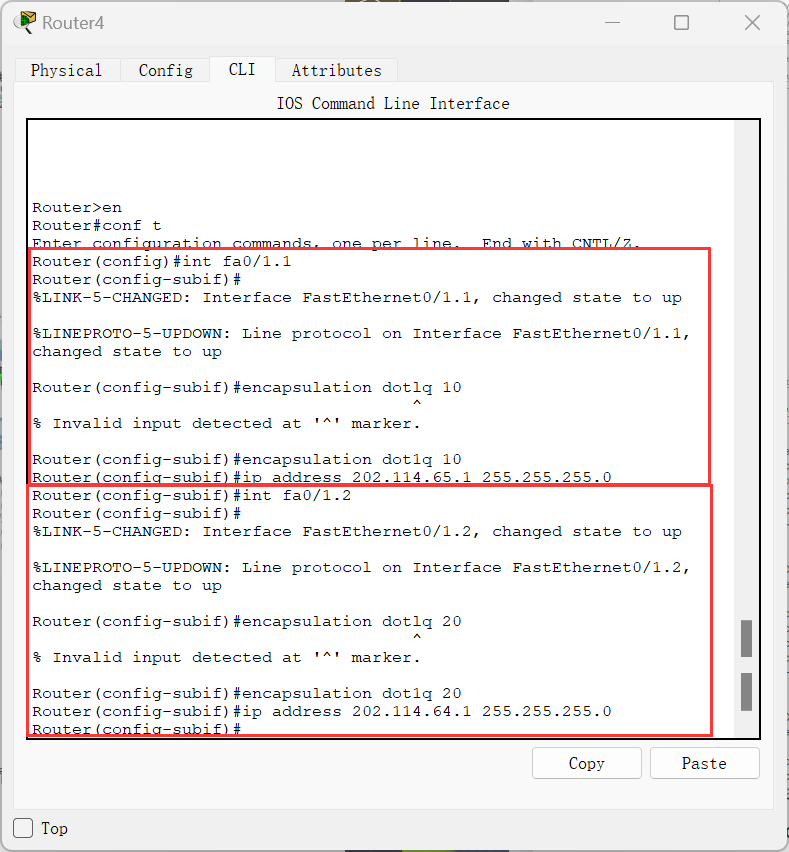 Router4
Physical Config CLI Attributes
IOS Command Line Interface
Router>en
Router#conf t
Enter configuration commands, one per line.  End with CNTL/Z.
Router(config)#int fa0/1.1
Router(config-subif)#
%LINK-5-CHANGED: Interface FastEthernet0/1.1, changed state to up
%LINEPROTO-5-UPDOWN: Line protocol on Interface FastEthernet0/1.1,
changed state to up
Router(config-subif)#encapsulation dotlq 10
^
% Invalid input detected at '^' marker.
Router(config-subif)#encapsulation dot1q 10
Router(config-subif)#ip address 202.114.65.1 255.255.255.0
Router(config-subif)#int fa0/1.2
Router(config-subif)#
%LINK-5-CHANGED: Interface FastEthernet0/1.2, changed state to up
%LINEPROTO-5-UPDOWN: Line protocol on Interface FastEthernet0/1.2,
changed state to up
Router(config-subif)#encapsulation dotlq 20
^
% Invalid input detected at '^' marker.
Router(config-subif)#encapsulation dot1q 20
Router(config-subif)#ip address 202.114.64.1 255.255.255.0
Router(config-subif)#
Copy Paste
Top